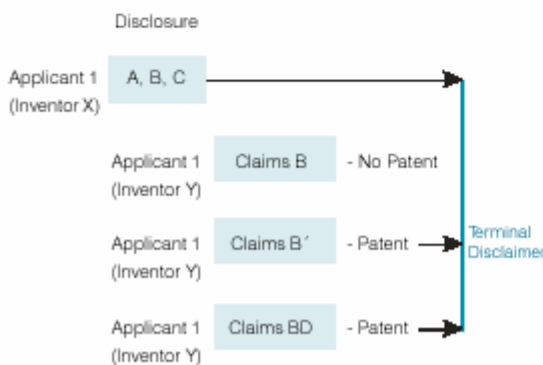 Disclosure
Applicant 1 A, B, C
(Inventor X)
Applicant 1 Claims B - No Patent
(Inventor Y)
Applicant 1 Claims B´ - Patent
(Inventor Y)
Terminal
Disclaimer
Applicant 1 Claims BD - Patent
(Inventor Y)